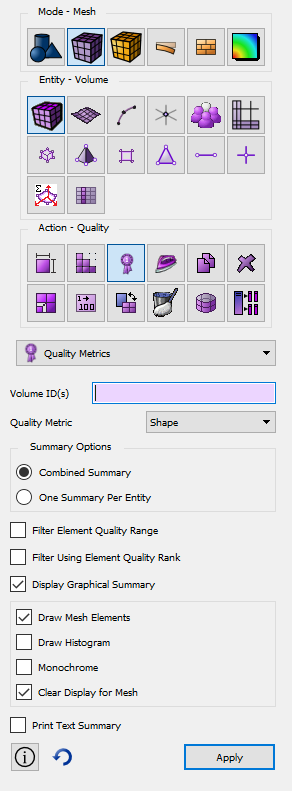 Mode - Mesh
Entity - Volume
Σ
Action - Quality
1→
100
Quality Metrics
Volume ID(s)
Quality Metric Shape
Summary Options
Combined Summary
One Summary Per Entity
Filter Element Quality Range
Filter Using Element Quality Rank
Display Graphical Summary
Draw Mesh Elements
Draw Histogram
Monochrome
Clear Display for Mesh
Print Text Summary
Apply